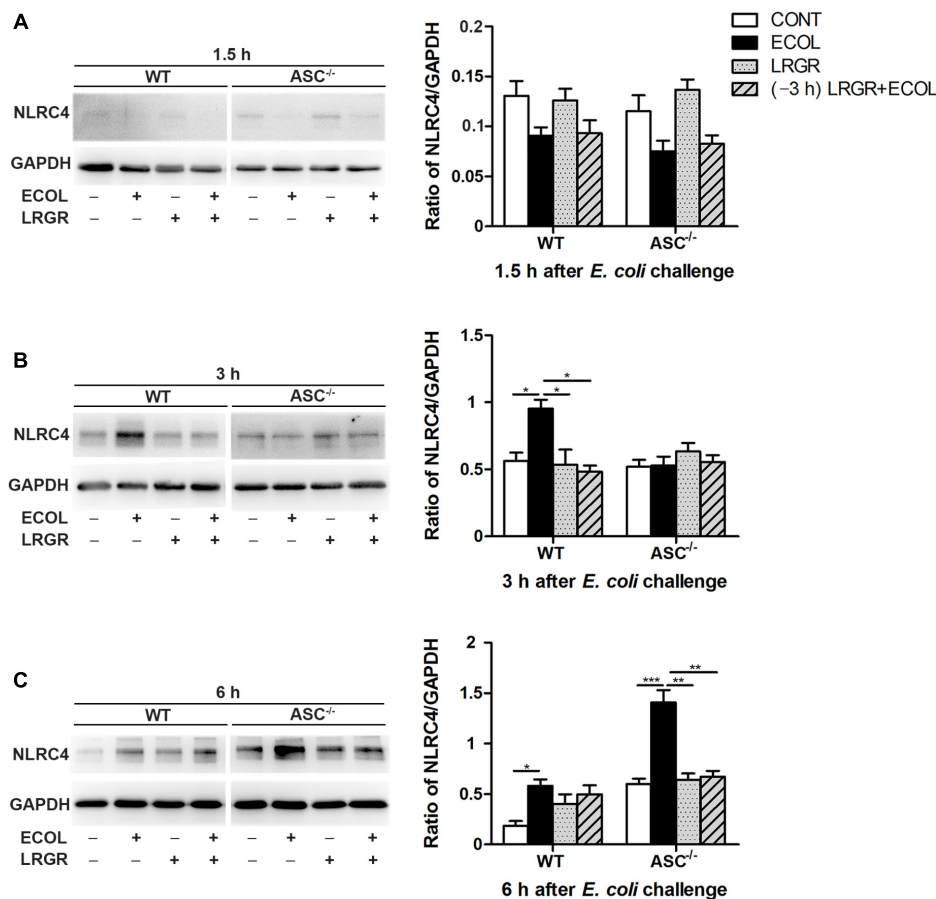 A
1.5 h
WT ASC-/-
NLRC4
GAPDH
ECOL – + – + – + – +
LRGR – – + + – – + +
Ratio of NLRC4/GAPDH
0.2
0.15
0.1
0.05
0
WT ASC-/-
1.5 h after E. coli challenge
CONT
ECOL
LRGR
(−3 h) LRGR+ECOL
B
3 h
WT ASC-/-
NLRC4
GAPDH
ECOL – + – + – + – +
LRGR – – + + – – + +
Ratio of NLRC4/GAPDH
1.5
1
0.5
0
* * *
WT ASC-/-
3 h after E. coli challenge
C
6 h
WT ASC-/-
NLRC4
GAPDH
ECOL – + – + – + – +
LRGR – – + + – – + +
Ratio of NLRC4/GAPDH
2
1.5
1
0.5
0
* *** ** **
WT ASC-/-
6 h after E. coli challenge